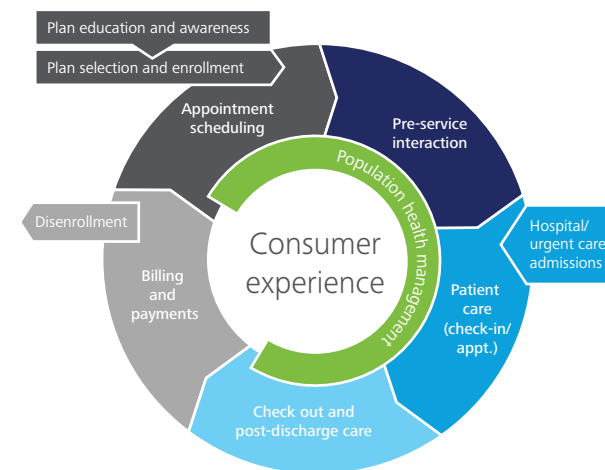 Plan education and awareness
Plan selection and enrollment
Appointment
scheduling
Pre-service
interaction
Population health management
Hospital/
urgent care
admissions
Disenrollment
Consumer
experience
Billing
and
payments
Patient
care
(check-in/
appt.)
Check out and
post-discharge care